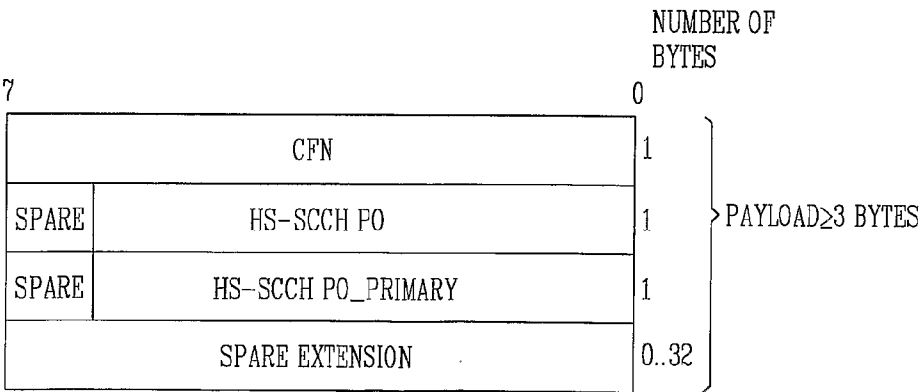 NUMBER OF
BYTES
7 0
CFN 1
SPARE HS-SCCH PO 1
PAYLOAD≥3 BYTES
SPARE HS-SCCH PO_PRIMARY 1
SPARE EXTENSION 0..32